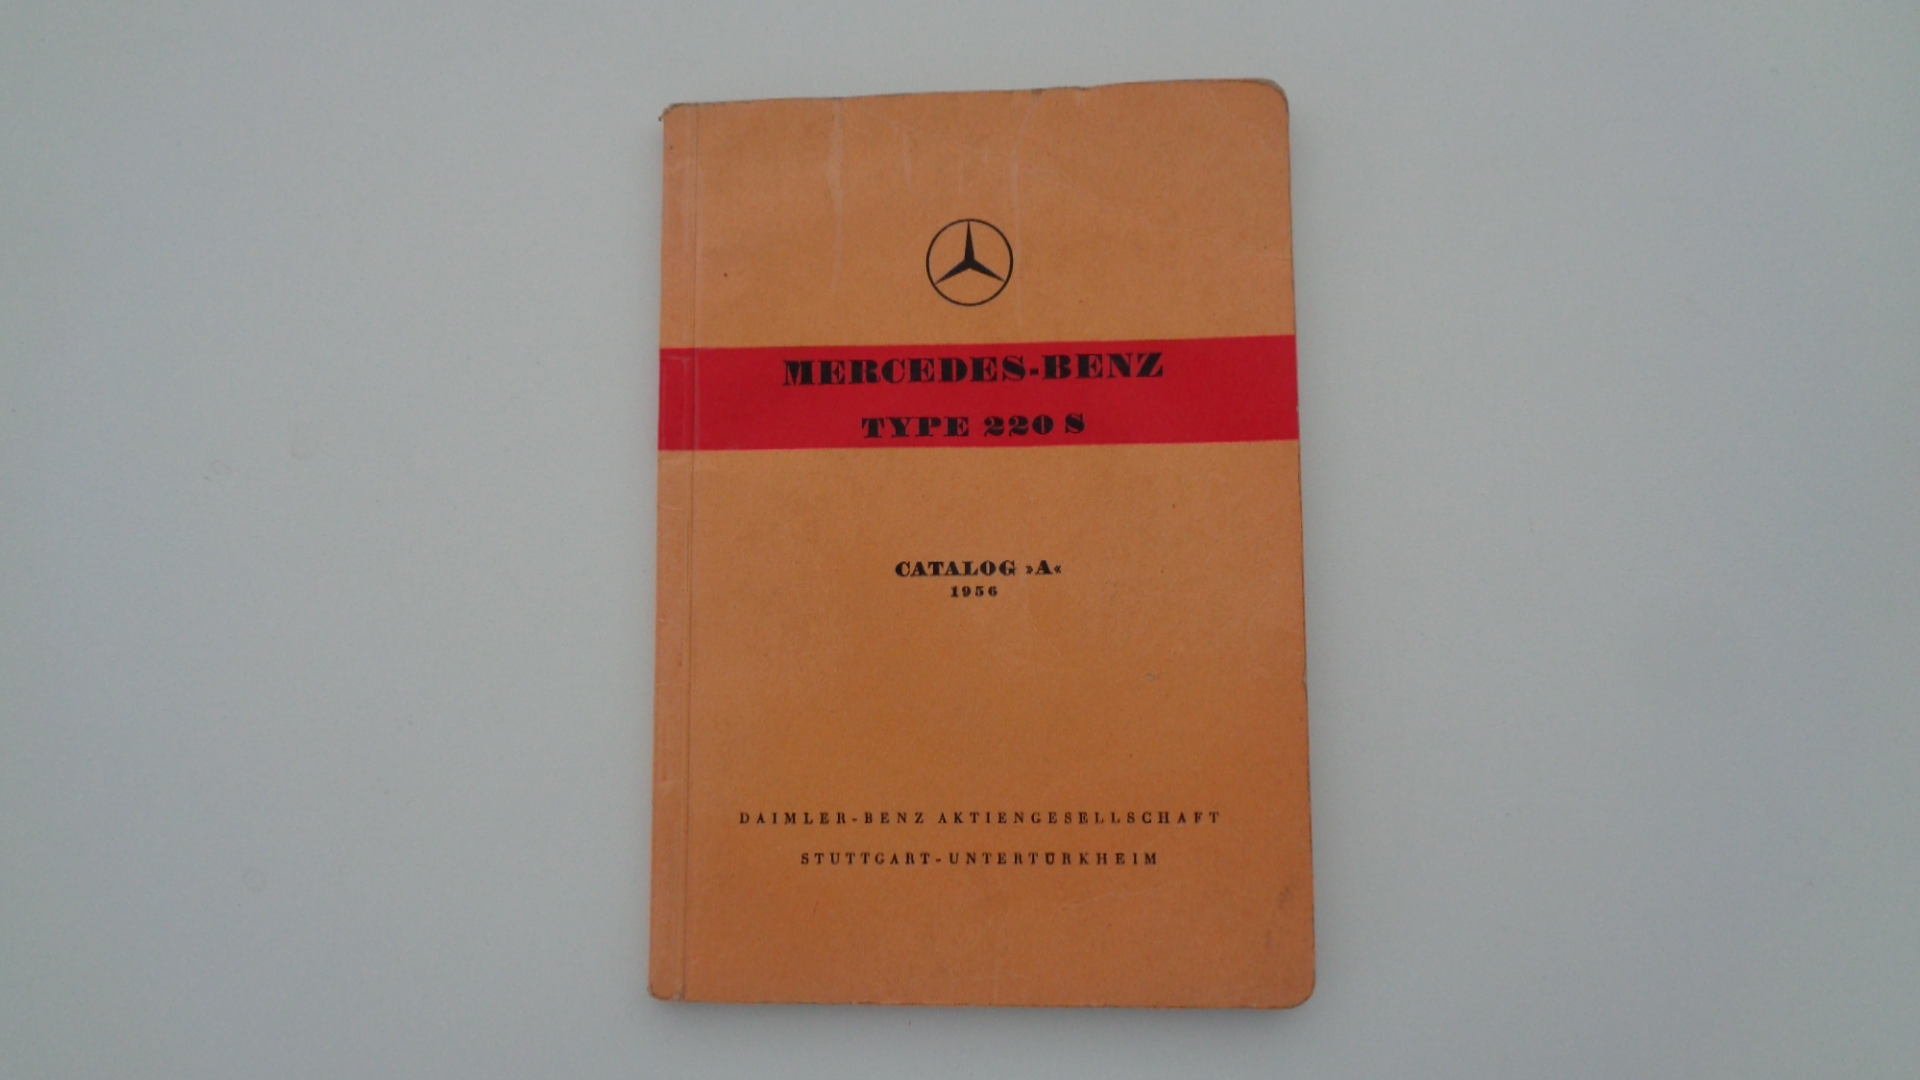 MERCEDES-BENZ
TYPE 220 S
CATALOG »A«
1956
DAIMLER-BENZ AKTIENGESELLSCHAFT
STUTTGART-UNTERTÜRKHEIM